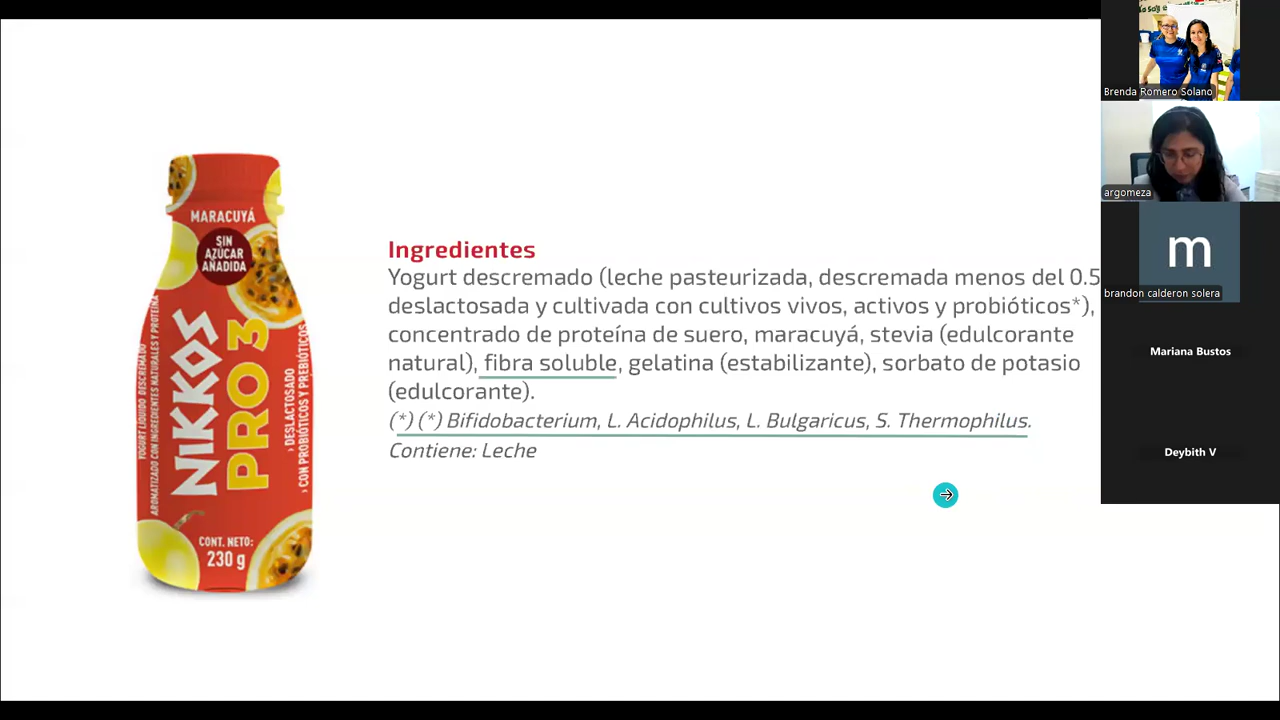 MARACUYÁ
SIN
AZÚCAR
AÑADIDA
YOGURT LÍQUIDO DESCREMADO
AROMATIZADO CON INGREDIENTES NATURALES Y PROTEÍNA
NIKKOS
PRO 3
› DESLACTOSADO
› CON PROBIÓTICOS Y PREBIÓTICOS
CONT. NETO:
230 g
Ingredientes
Yogurt descremado (leche pasteurizada, descremada menos del 0.5
deslactosada y cultivada con cultivos vivos, activos y probióticos*),
concentrado de proteína de suero, maracuyá, stevia (edulcorante
natural), fibra soluble, gelatina (estabilizante), sorbato de potasio
(edulcorante).
(*) (*) Bifidobacterium, L. Acidophilus, L. Bulgaricus, S. Thermophilus.
Contiene: Leche
Brenda Romero Solano
argomeza
m
brandon calderon solera
Mariana Bustos
Deybith V